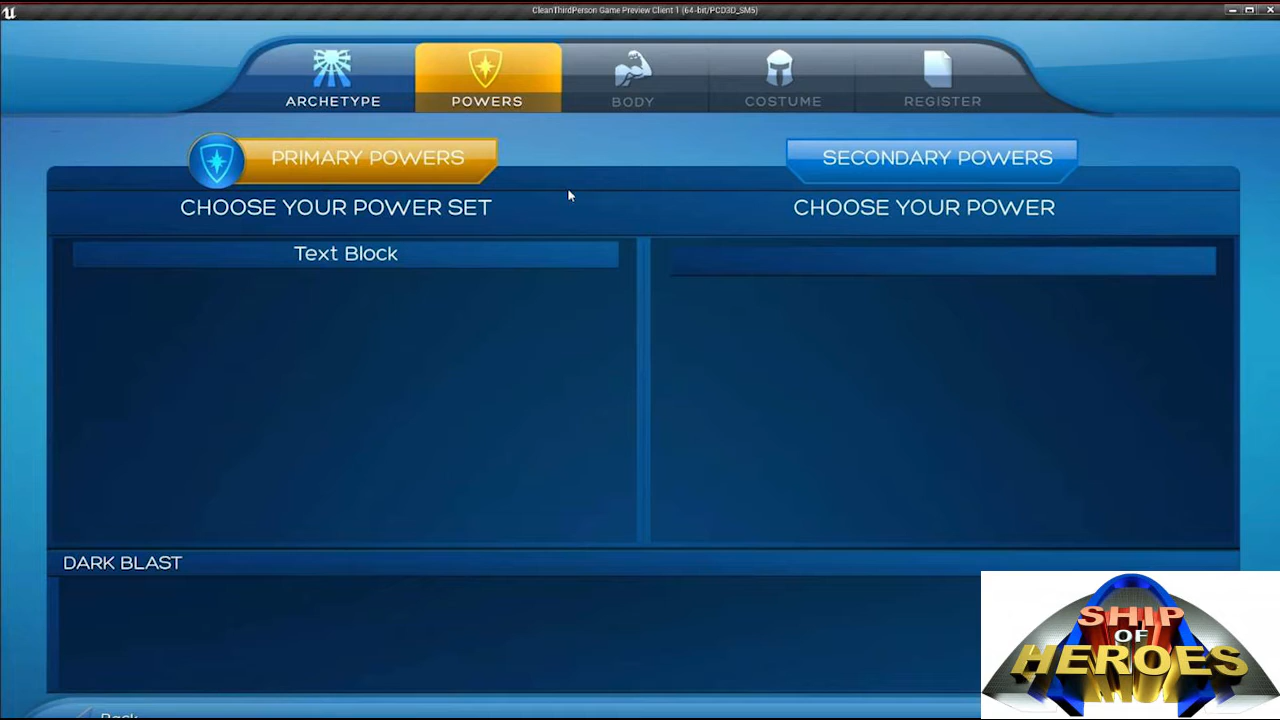 CleanThirdPerson Game Preview Client 1 (64-bit/PCD3D_SM5)
ARCHETYPE
POWERS
BODY
COSTUME
REGISTER
PRIMARY POWERS
SECONDARY POWERS
CHOOSE YOUR POWER SET
CHOOSE YOUR POWER
Text Block
DARK BLAST
SHIP
OF
HEROES
Back